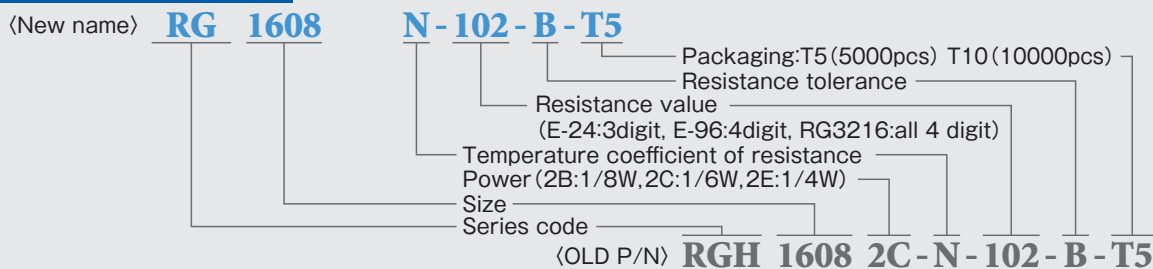 〈New name〉 RG 1608 N-102-B-T5
Packaging:T5(5000pcs) T10(10000pcs)
Resistance tolerance
Resistance value
(E-24:3digit, E-96:4digit, RG3216:all 4 digit)
Temperature coefficient of resistance
Power(2B:1/8W,2C:1/6W,2E:1/4W)
Size
Series code
〈OLD P/N〉 RGH 1608 2C-N-102-B-T5